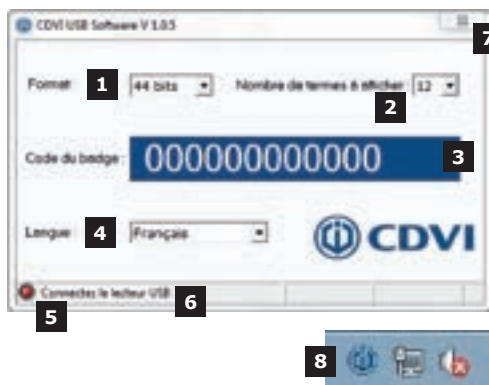 CDVI USB Software V 1.0.5
7
Format: 1 44 bits Nombre de termes à afficher: 12
2
Code du badge : 000000000000 3
Langue 4 Français CDVI
Connectez le lecteur USB 6
5
8